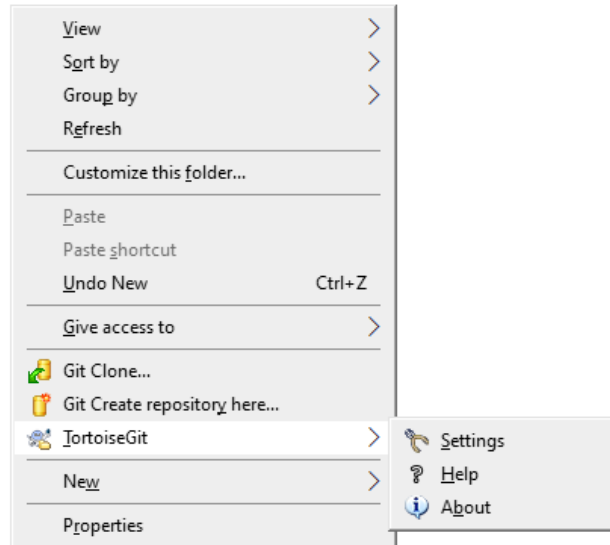 View
Sort by
Group by
Refresh
Customize this folder...
Paste
Paste shortcut
Undo New Ctrl+Z
Give access to
Git Clone...
Git Create repository here...
TortoiseGit
Settings
Help
About
New
Properties